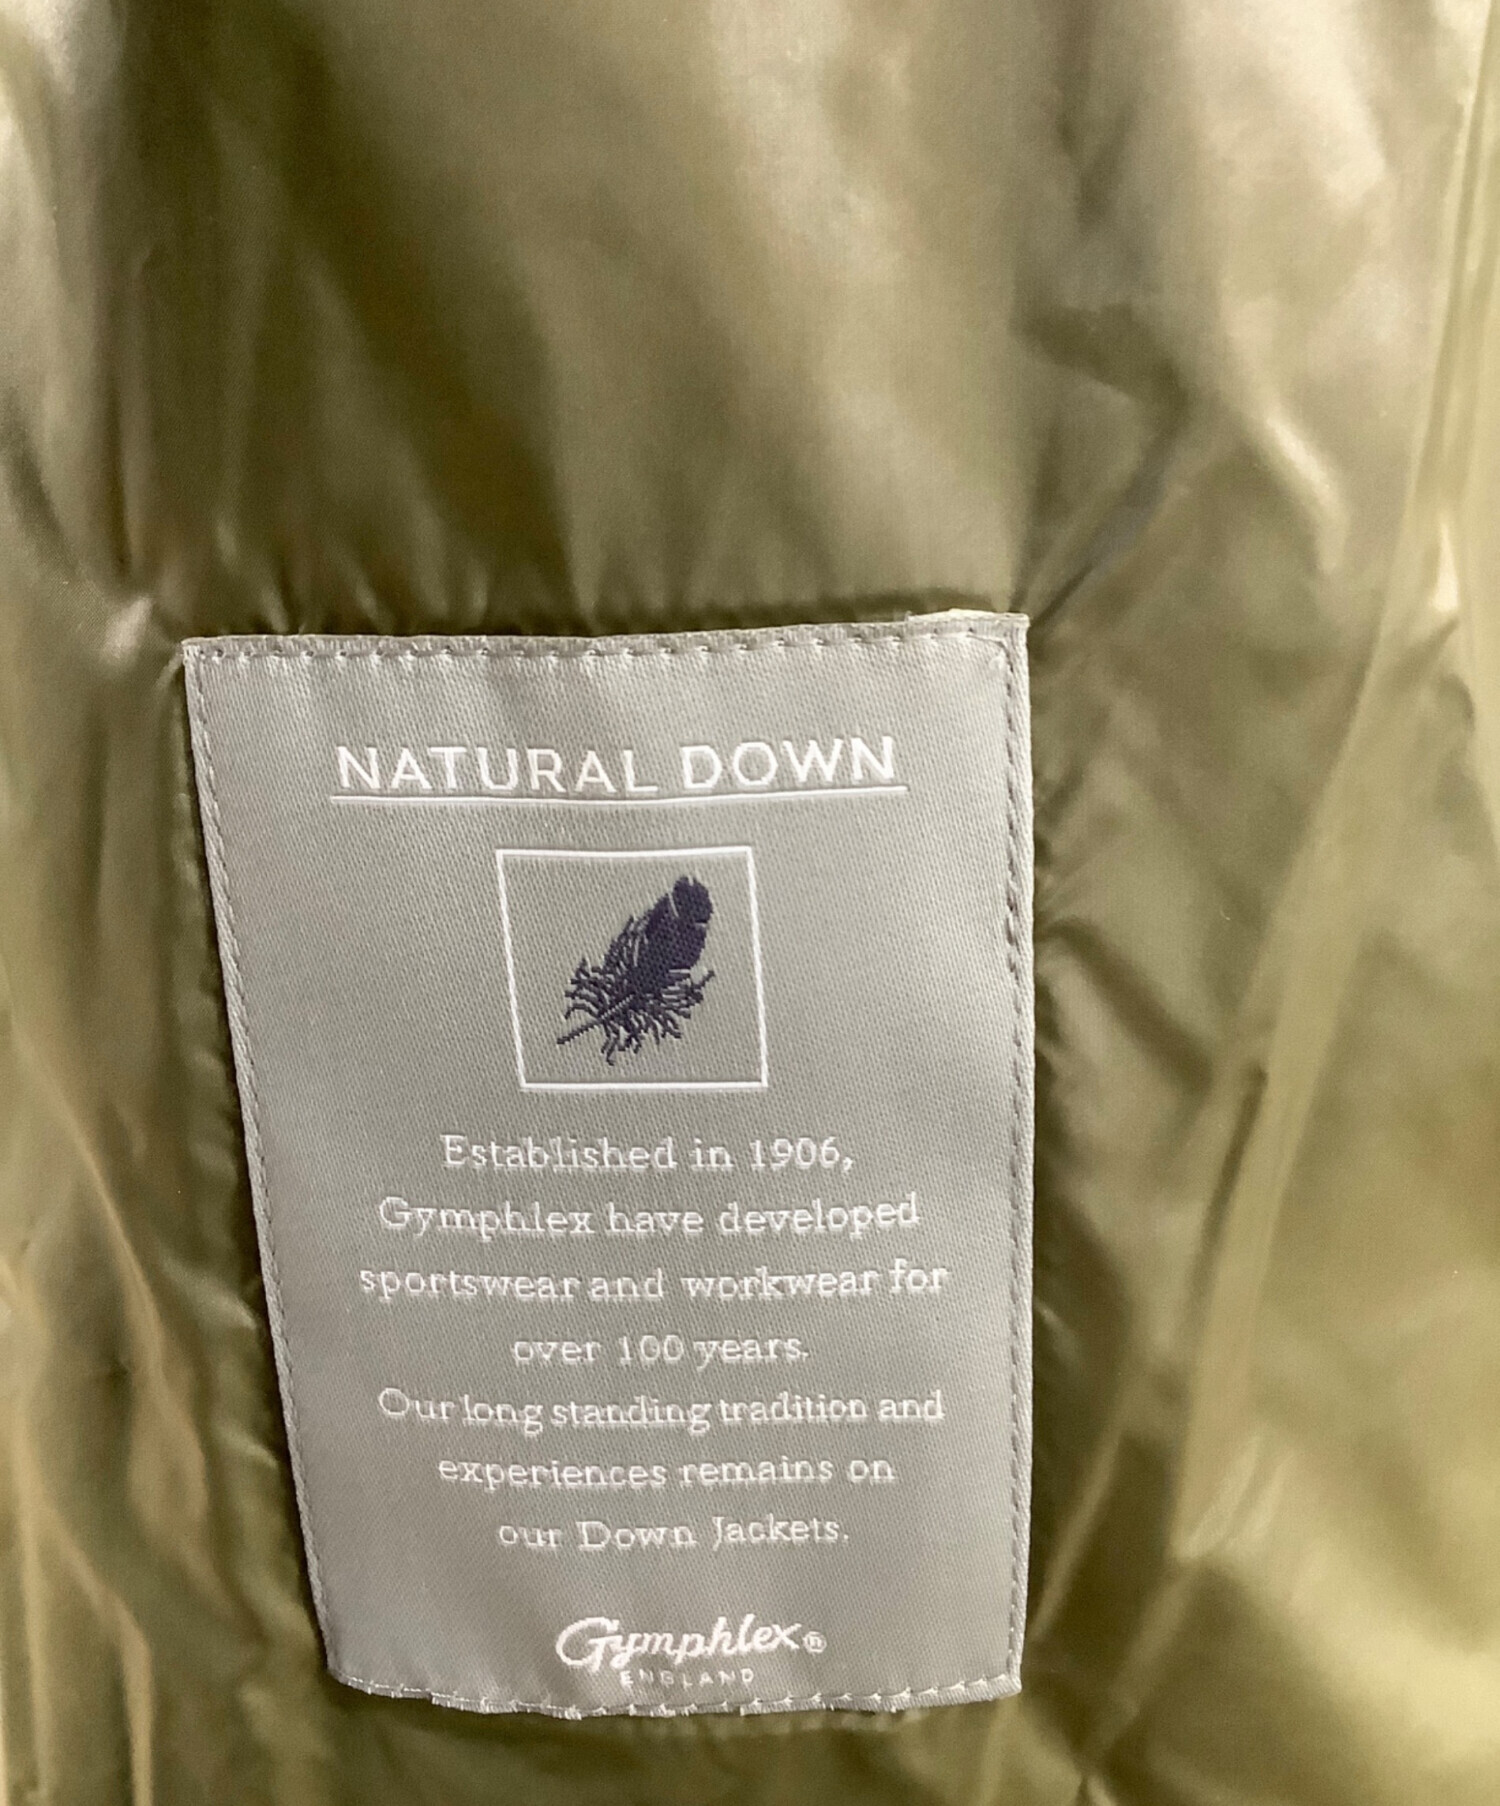 NATURAL DOWN
Established in 1906,
Gymphlex have developed
sportswear and workwear for
over 100 years.
Our long standing tradition and
experiences remains on
our Down Jackets.
Gymphlex®
ENGLAND